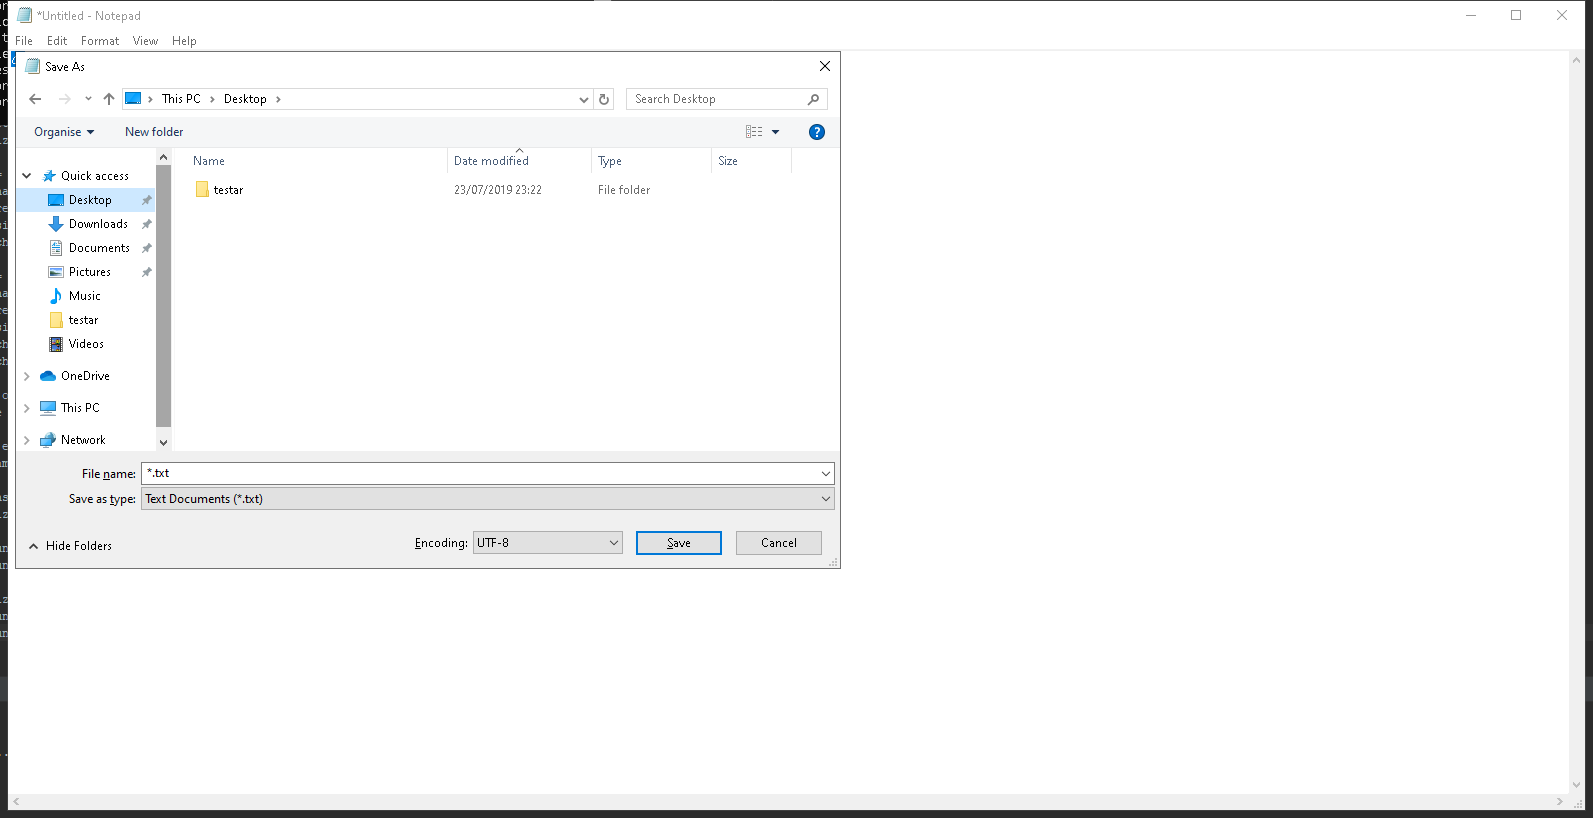 *Untitled - Notepad
File Edit Format View Help
Save As
This PC Desktop
Search Desktop
Organise New folder
Name Date modified Type Size
Quick access
testar 23/07/2019 23:22 File folder
Desktop
Downloads
Documents
Pictures
Music
testar
Videos
OneDrive
This PC
Network
File name: *.txt
Save as type: Text Documents (*.txt)
Hide Folders
Encoding: UTF-8 Save Cancel